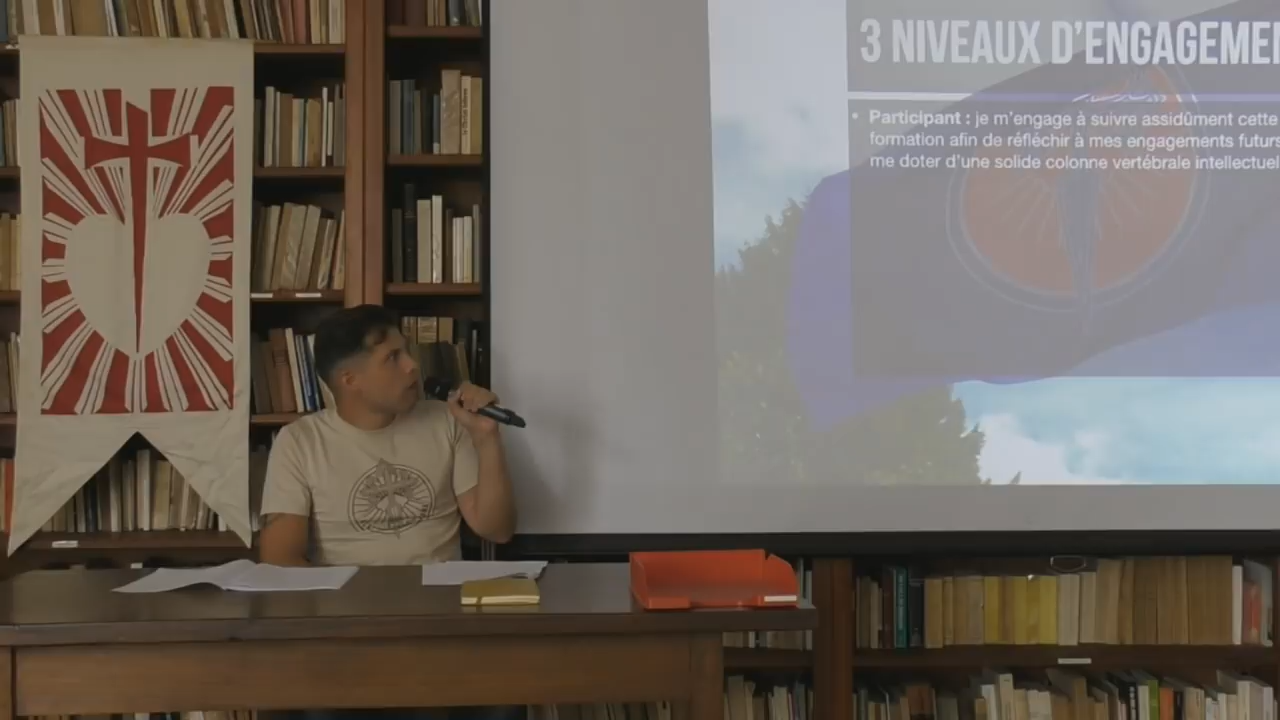 3 NIVEAUX D'ENGAGEMEN
• Participant : je m'engage à suivre assidûment cette
formation afin de réfléchir à mes engagements futurs
me doter d'une solide colonne vertébrale intellectuel